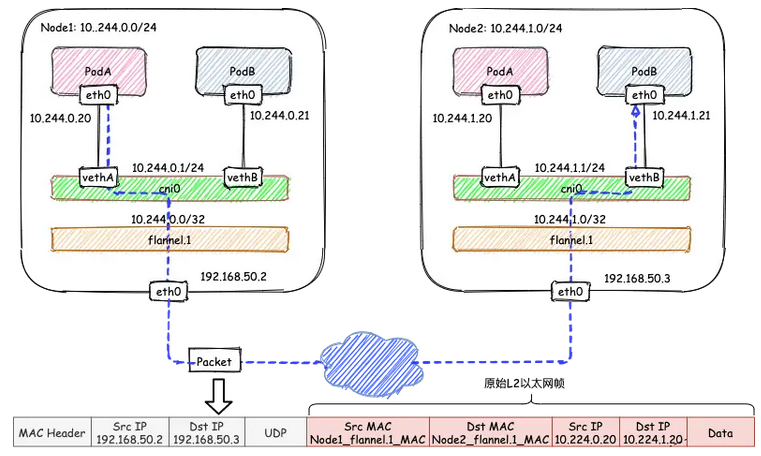 Node1: 10..244.0.0/24
Node2: 10.244.1.0/24
PodA
PodB
PodA
PodB
eth0
eth0
eth0
eth0
10.244.0.20
10.244.0.21
10.244.1.20
10.244.1.21
10.244.0.1/24
10.244.1.1/24
vethA
vethB
vethA
vethB
cni0
cni0
10.244.0.0/32
10.244.1.0/32
flannel.1
flannel.1
192.168.50.2
192.168.50.3
eth0
eth0
Packet
原始L2以太网帧
MAC Header
Src IP
192.168.50.2
Dst IP
192.168.50.3
UDP
Src MAC
Node1_flannel.1_MAC
Dst MAC
Node2_flannel.1_MAC
Src IP
10.224.0.20
Dst IP
10.224.1.20
Data